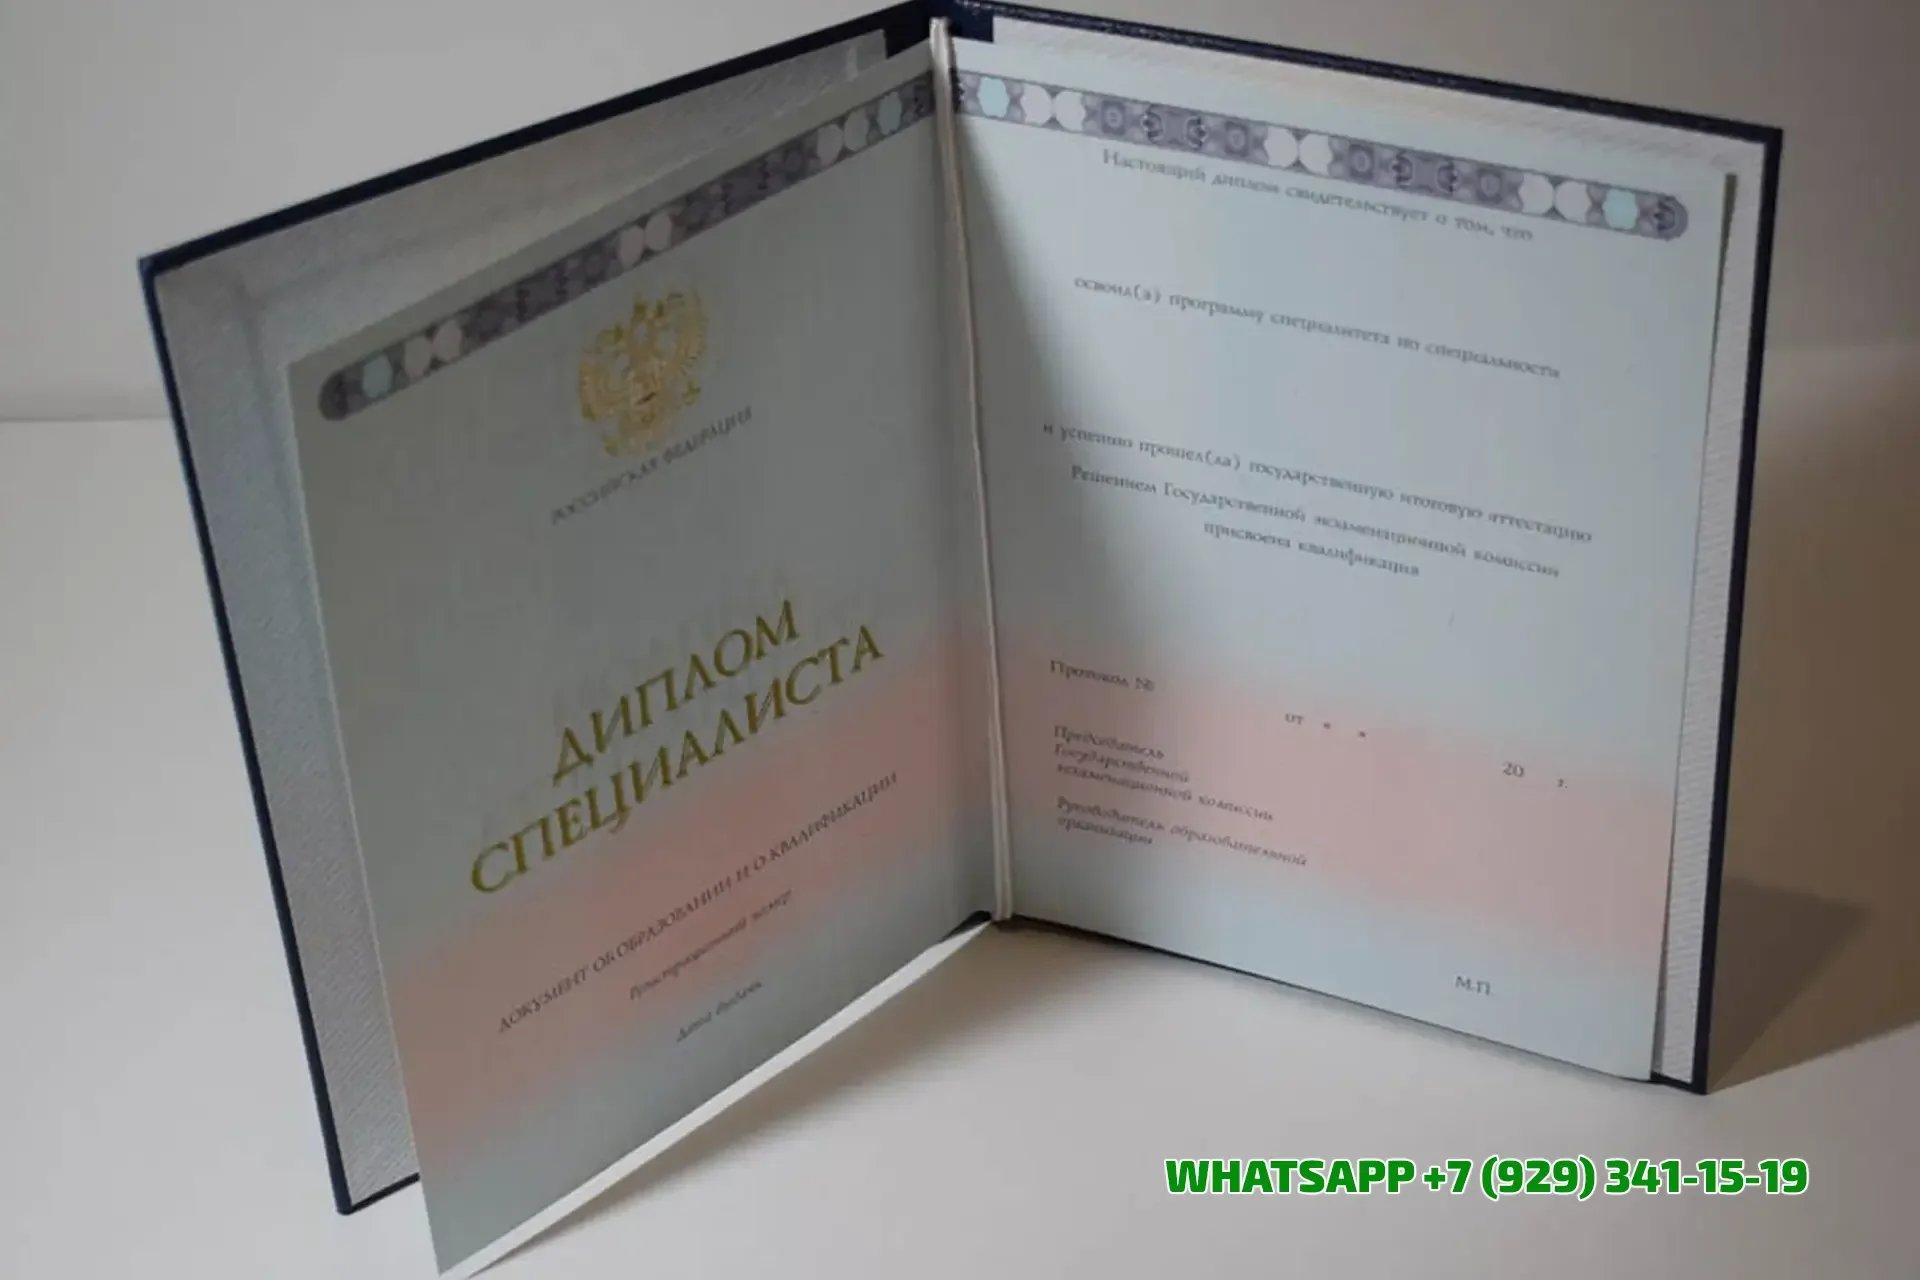 РОССИЙСКАЯ ФЕДЕРАЦИЯ
ДИПЛОМ
СПЕЦИАЛИСТА
ДОКУМЕНТ ОБ ОБРАЗОВАНИИ И О КВАЛИФИКАЦИИ
Регистрационный номер
Дата выдачи
Настоящий диплом свидетельствует о том, что
освоил(а) программу специалитета по специальности
и успешно прошел(ла) государственную итоговую аттестацию
Решением Государственной экзаменационной комиссии
присвоена квалификация
Протокол №
от « »
20 г.
Председатель
Государственной
экзаменационной комиссии
Руководитель образовательной
организации
М.П.
WHATSAPP +7 (929) 341-15-19